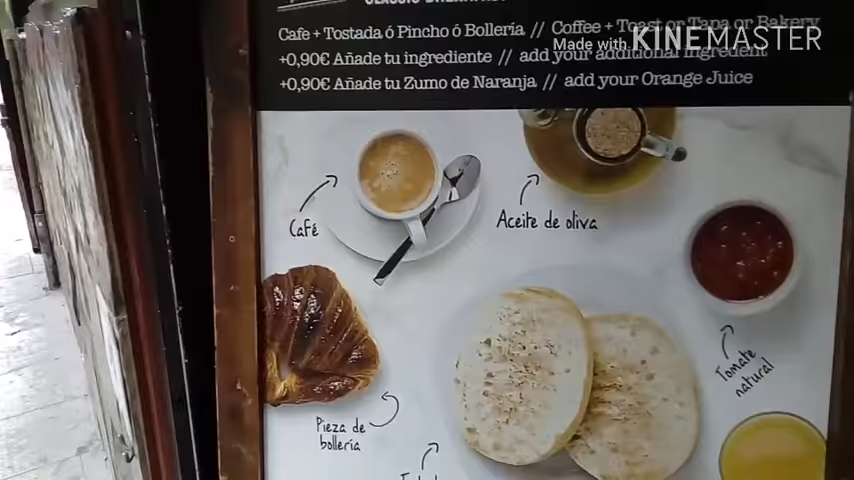 Cafe + Tostada ó Pincho ó Bollería // Coffee + Toast or Tapa or Bakery
+0,90€ Añade tu ingrediente // add your additional ingredient
+0,90€ Añade tu Zumo de Naranja // add your Orange Juice
Made with KINEMASTER
Café
Aceite de oliva
Tomate
natural
Pieza de
bollería